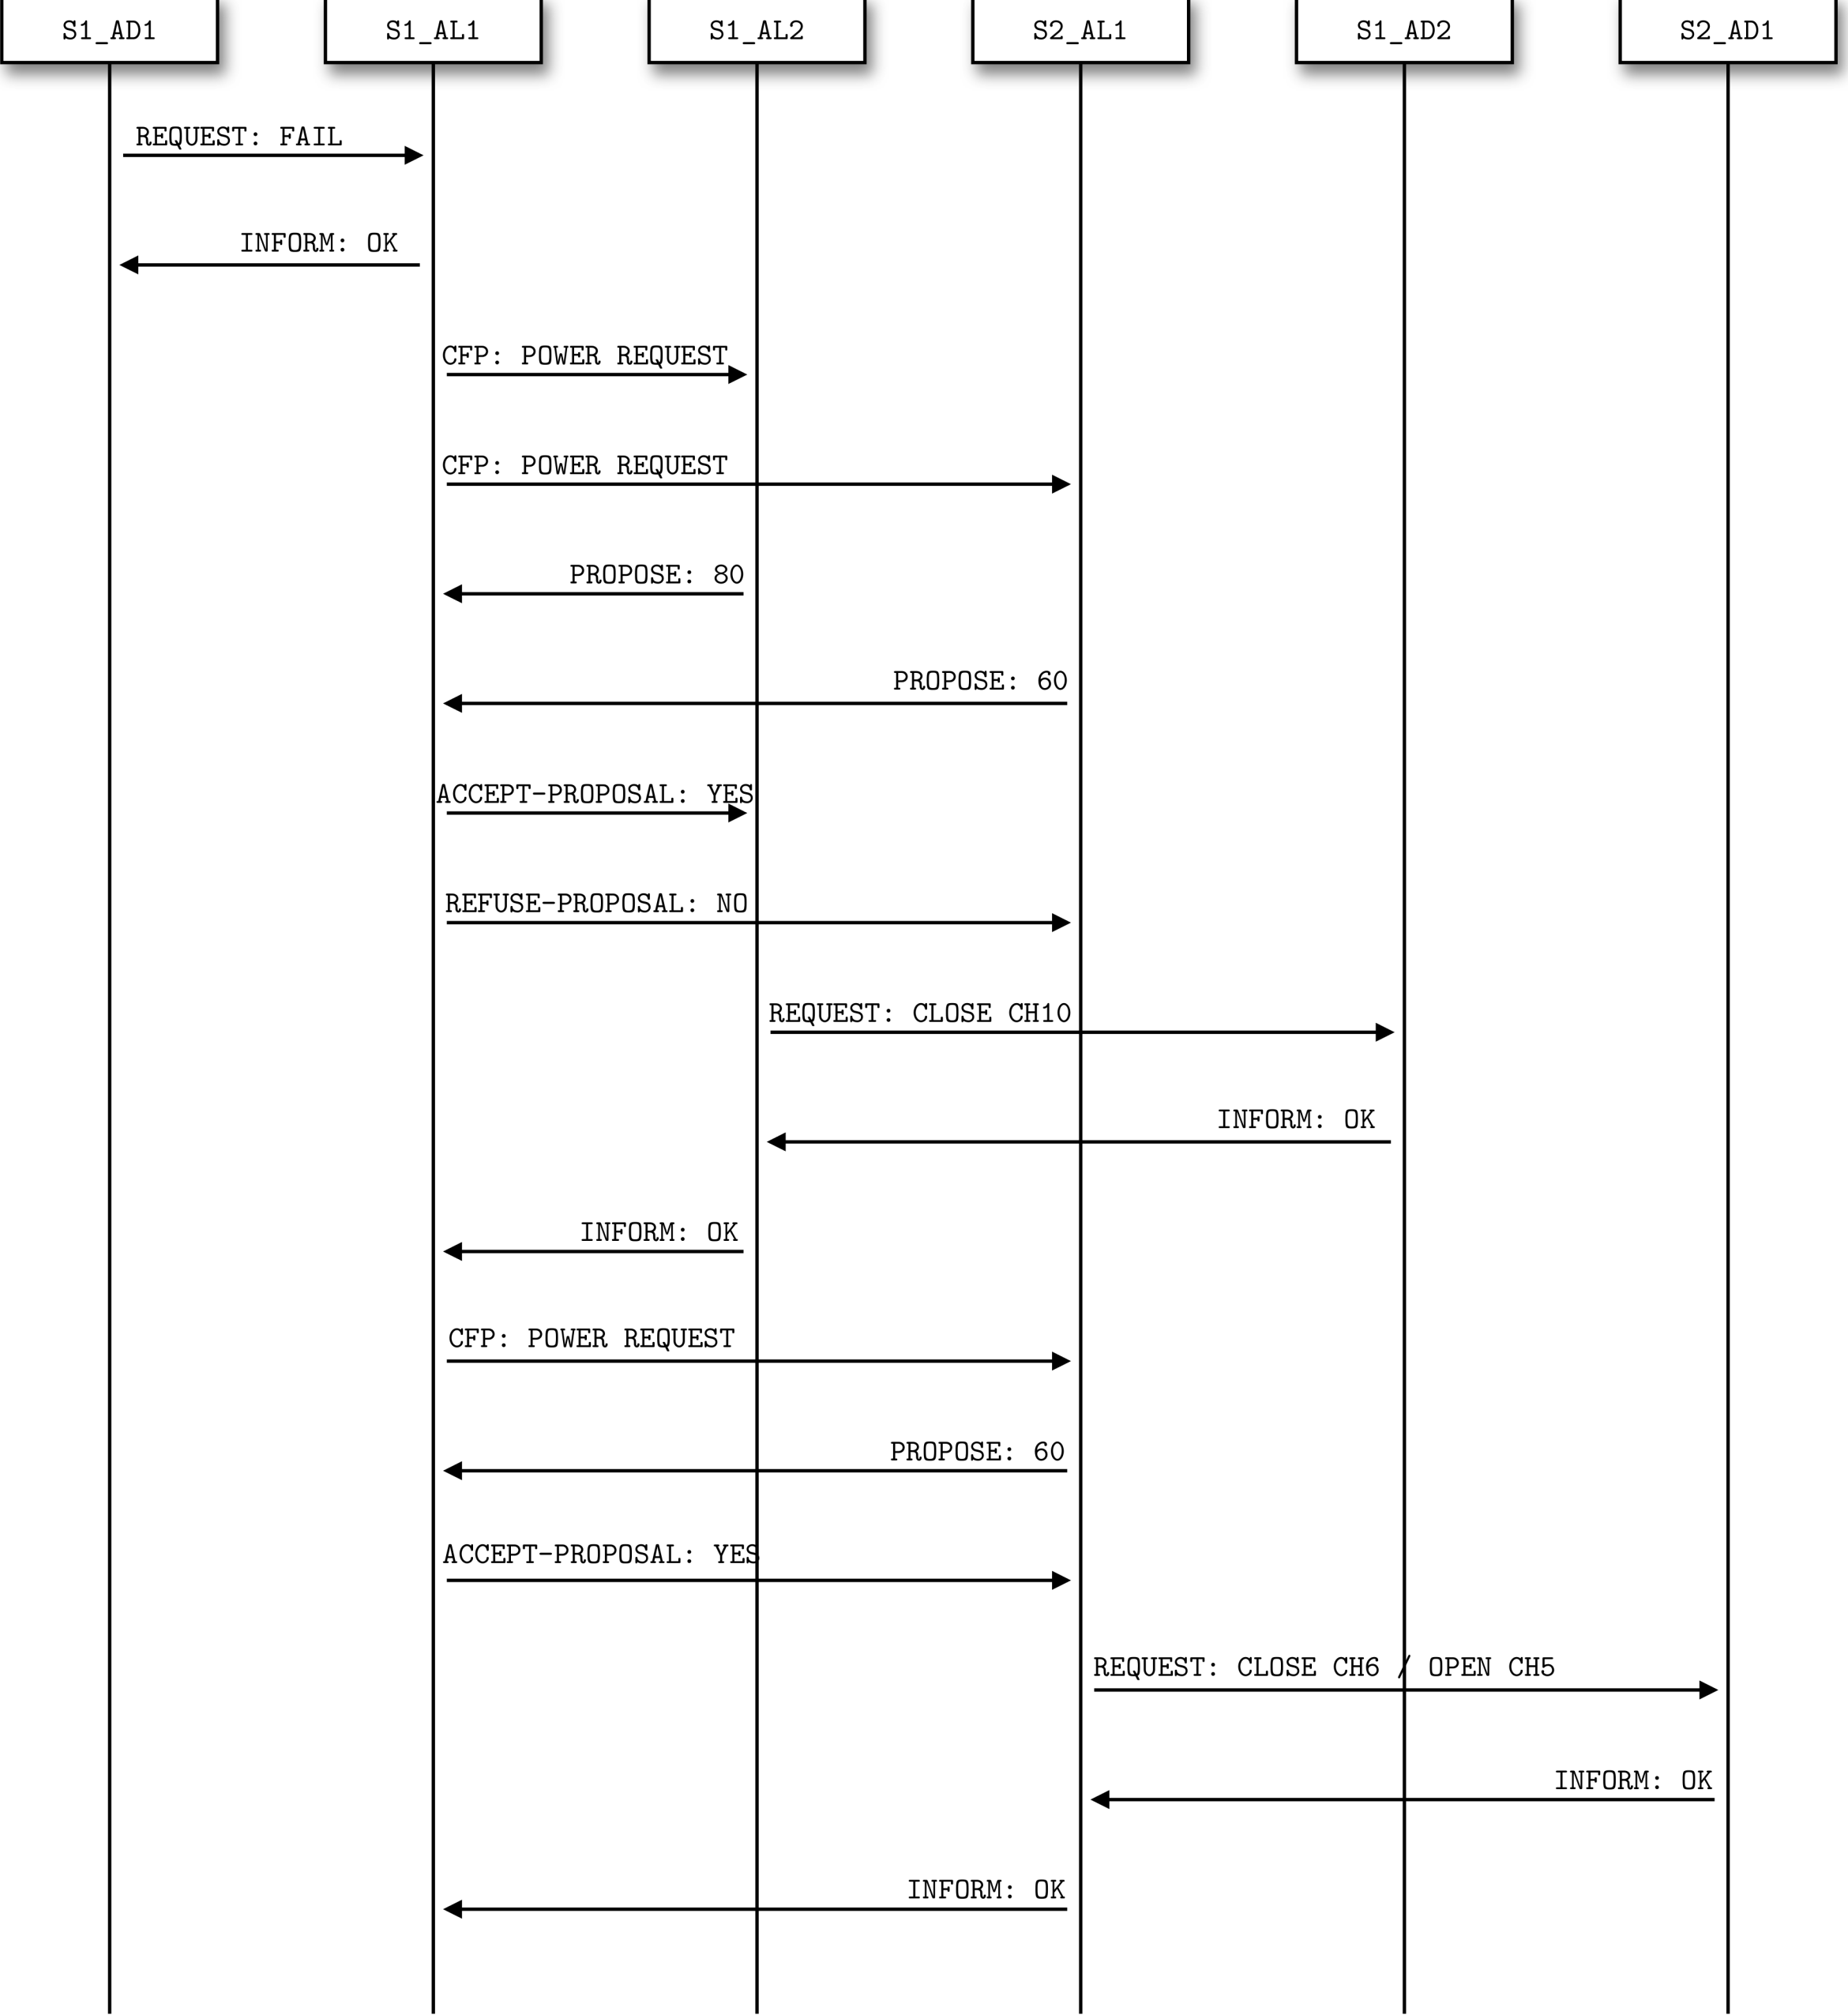 S1_AD1
S1_AL1
S1_AL2
S2_AL1
S1_AD2
S2_AD1
REQUEST: FAIL
INFORM: OK
CFP: POWER REQUEST
CFP: POWER REQUEST
PROPOSE: 80
PROPOSE: 60
ACCEPT-PROPOSAL: YES
REFUSE-PROPOSAL: NO
REQUEST: CLOSE CH10
INFORM: OK
INFORM: OK
CFP: POWER REQUEST
PROPOSE: 60
ACCEPT-PROPOSAL: YES
REQUEST: CLOSE CH6 / OPEN CH5
INFORM: OK
INFORM: OK